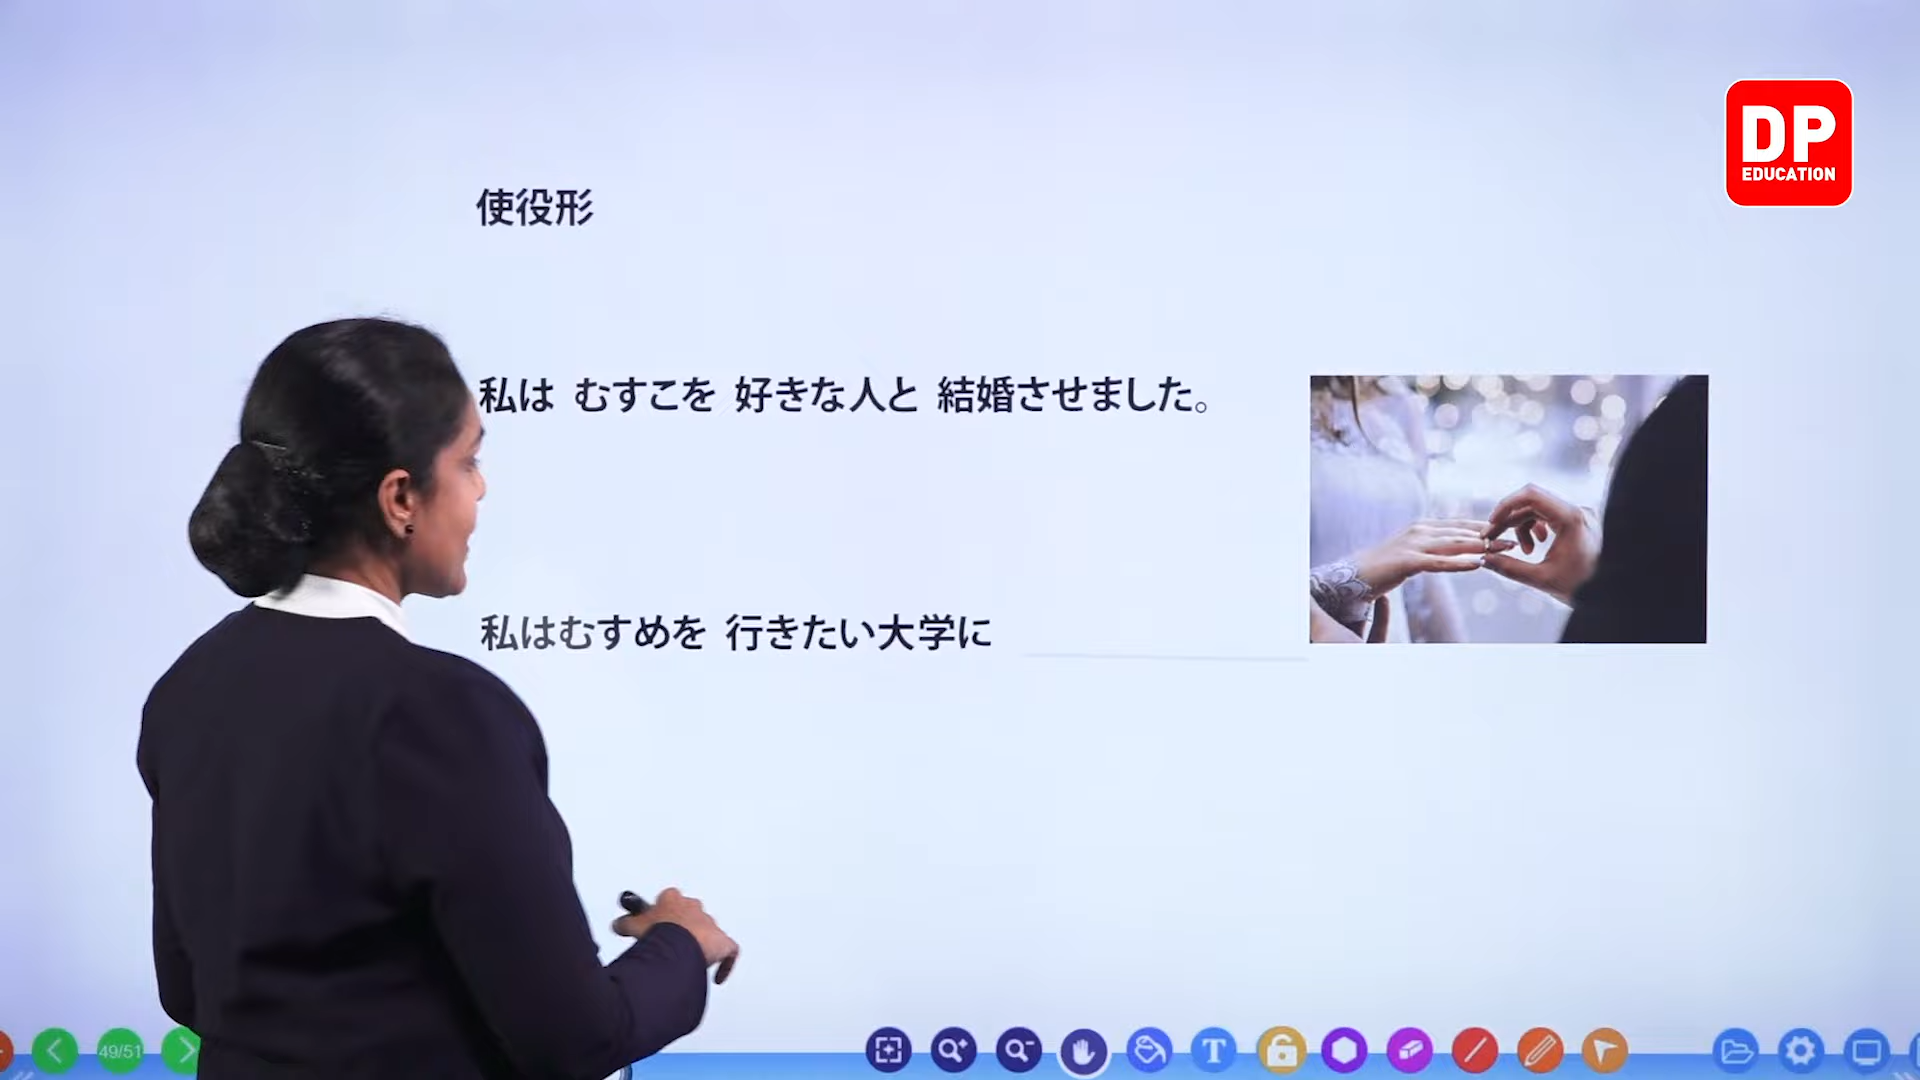 DP
EDUCATION
使役形
私は むすこを 好きな人と 結婚させました。
私はむすめを 行きたい大学に
49/51
T